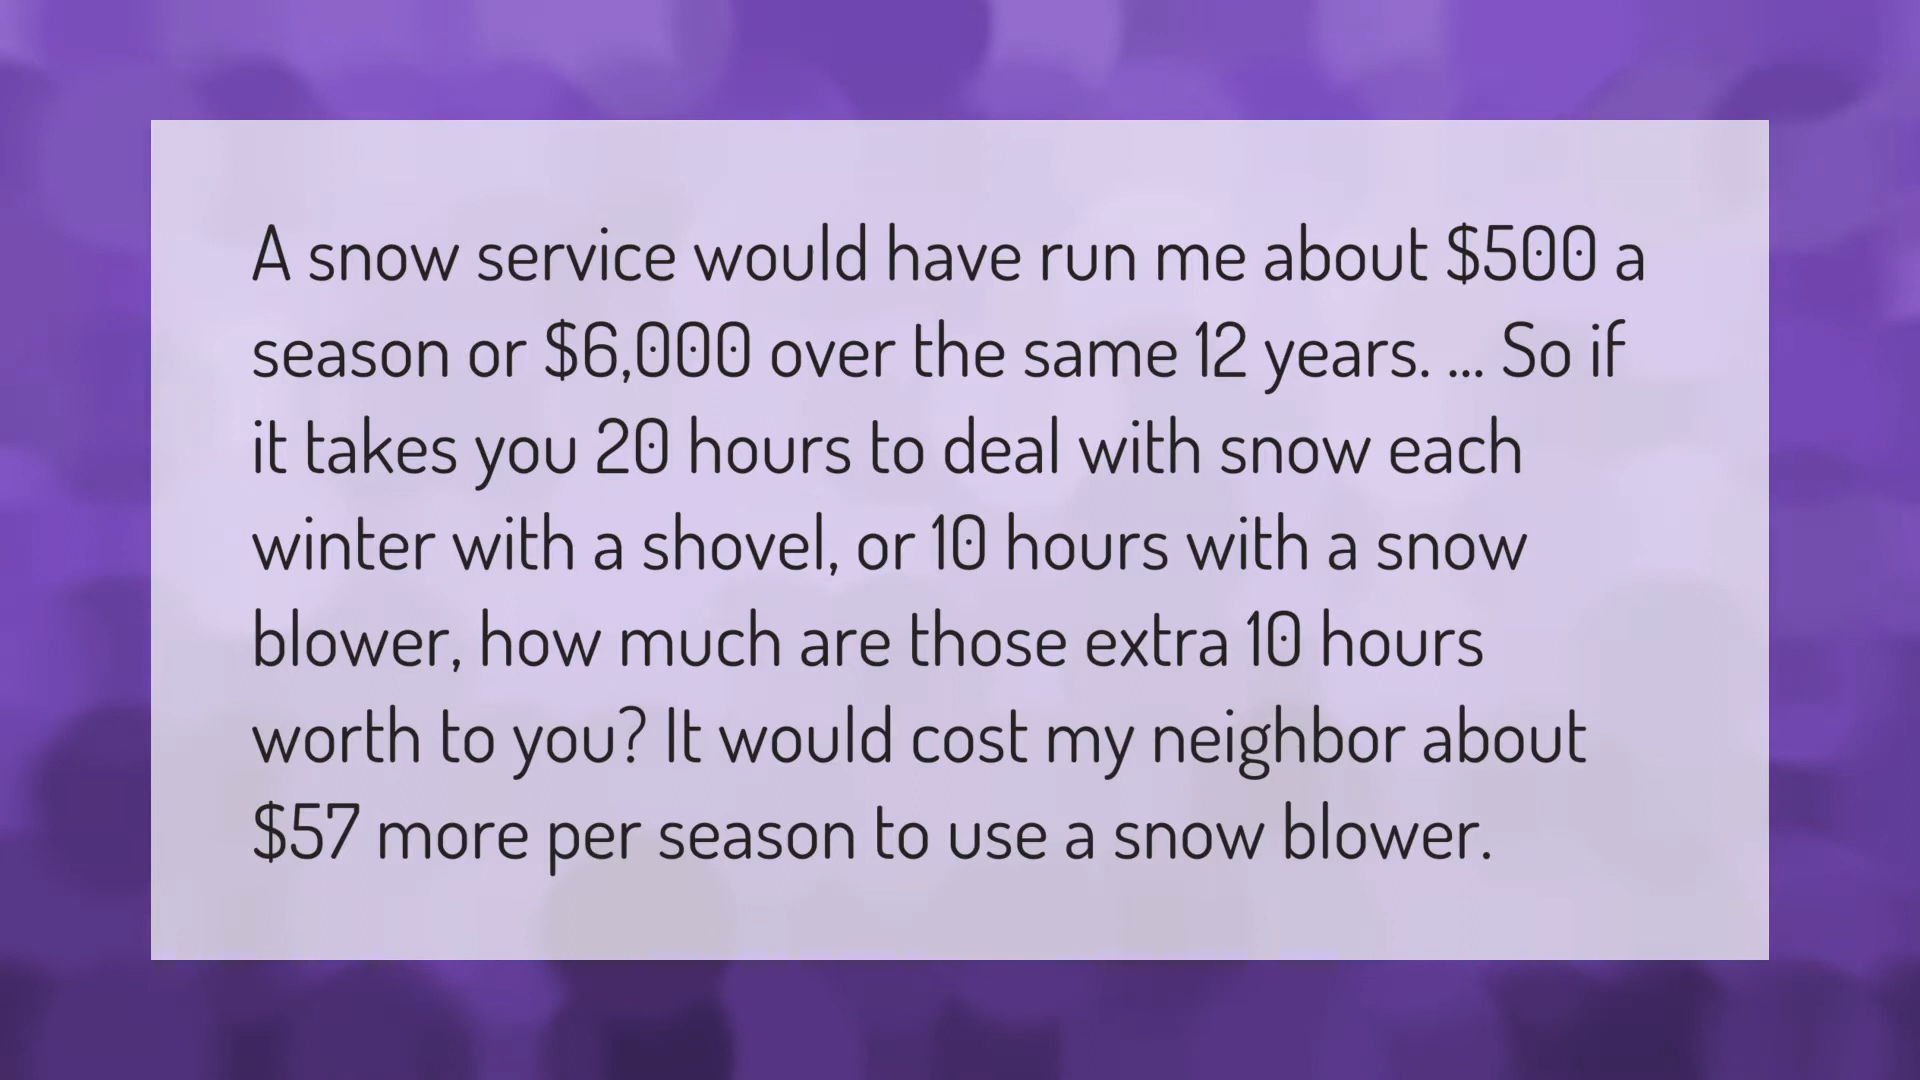 A snow service would have run me about $500 a
season or $6,000 over the same 12 years. ... So if
it takes you 20 hours to deal with snow each
winter with a shovel, or 10 hours with a snow
blower, how much are those extra 10 hours
worth to you? It would cost my neighbor about
$57 more per season to use a snow blower.